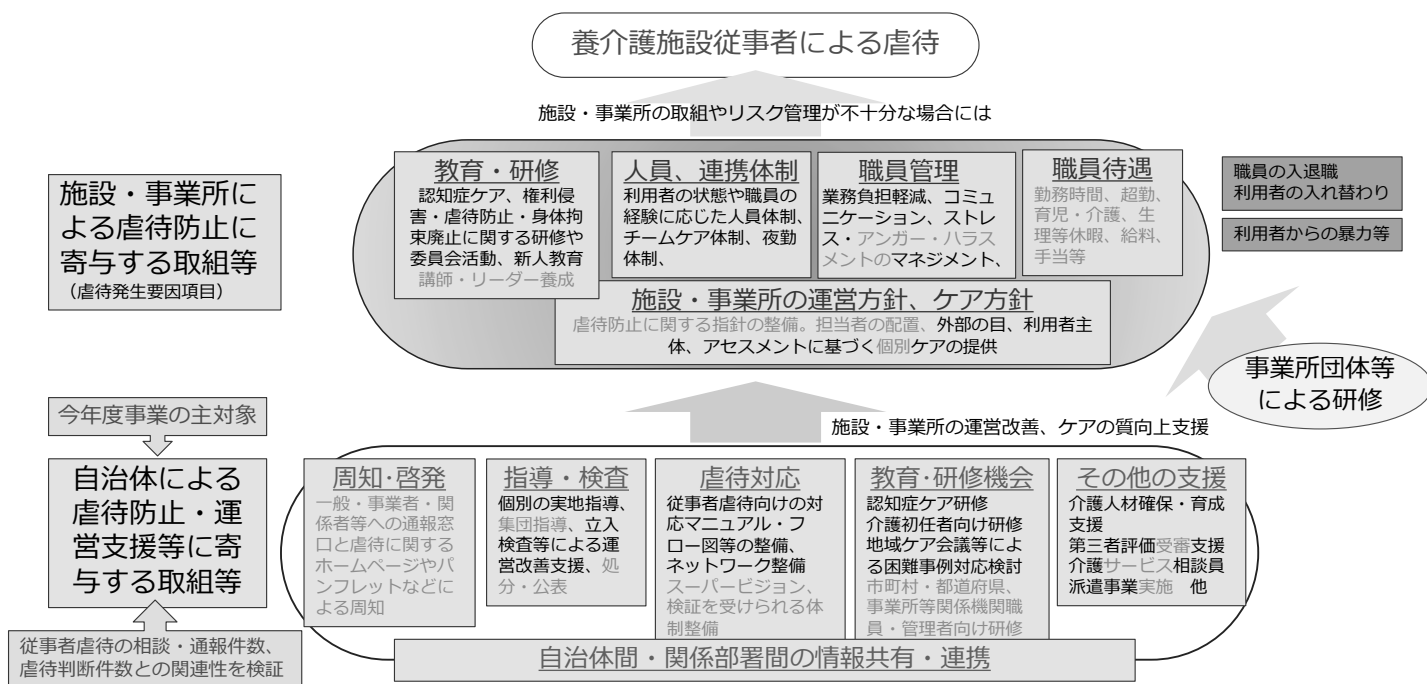 養介護施設従事者による虐待
施設・事業所の取組やリスク管理が不十分な場合には
施設・事業所に
よる虐待防止に
寄与する取組等
（虐待発生要因項目）
教育・研修
認知症ケア、権利侵
害・虐待防止・身体拘
束廃止に関する研修や
委員会活動、新人教育
講師・リーダー養成
人員、連携体制
利用者の状態や職員の
経験に応じた人員体制、
チームケア体制、夜勤
体制、
職員管理
業務負担軽減、コミュ
ニケーション、ストレ
ス・アンガー・ハラス
メントのマネジメント、
職員待遇
勤務時間、超勤、
育児・介護、生
理等休暇、給料、
手当等
職員の入退職
利用者の入れ替わり
利用者からの暴力等
施設・事業所の運営方針、ケア方針
虐待防止に関する指針の整備。担当者の配置、外部の目、利用者主
体、アセスメントに基づく個別ケアの提供
事業所団体等
による研修
施設・事業所の運営改善、ケアの質向上支援
今年度事業の主対象
自治体による
虐待防止・運
営支援等に寄
与する取組等
従事者虐待の相談・通報件数、
虐待判断件数との関連性を検証
周知・啓発
一般・事業者・関
係者等への通報窓
口と虐待に関する
ホームページやパ
ンフレットなどに
よる周知
指導・検査
個別の実地指導、
集団指導、立入
検査等による運
営改善支援、処
分・公表
虐待対応
従事者虐待向けの対
応マニュアル・フ
ロー図等の整備、
ネットワーク整備
スーパービジョン、
検証を受けられる体
制整備
教育・研修機会
認知症ケア研修
介護初任者向け研修
地域ケア会議等によ
る困難事例対応検討
市町村・都道府県、
事業所等関係機関職
員・管理者向け研修
その他の支援
介護人材確保・育成
支援
第三者評価受審支援
介護サービス相談員
派遣事業実施　他
自治体間・関係部署間の情報共有・連携